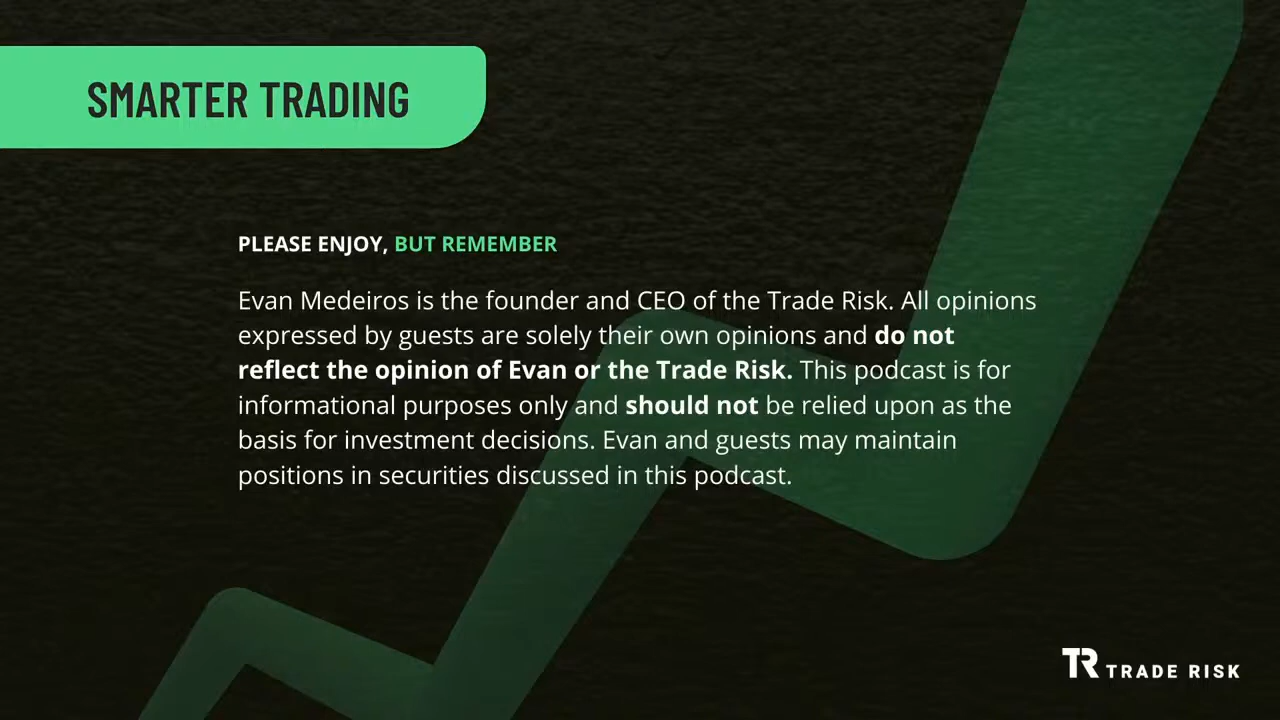 SMARTER TRADING
PLEASE ENJOY, BUT REMEMBER
Evan Medeiros is the founder and CEO of the Trade Risk. All opinions
expressed by guests are solely their own opinions and do not
reflect the opinion of Evan or the Trade Risk. This podcast is for
informational purposes only and should not be relied upon as the
basis for investment decisions. Evan and guests may maintain
positions in securities discussed in this podcast.
TR TRADE RISK